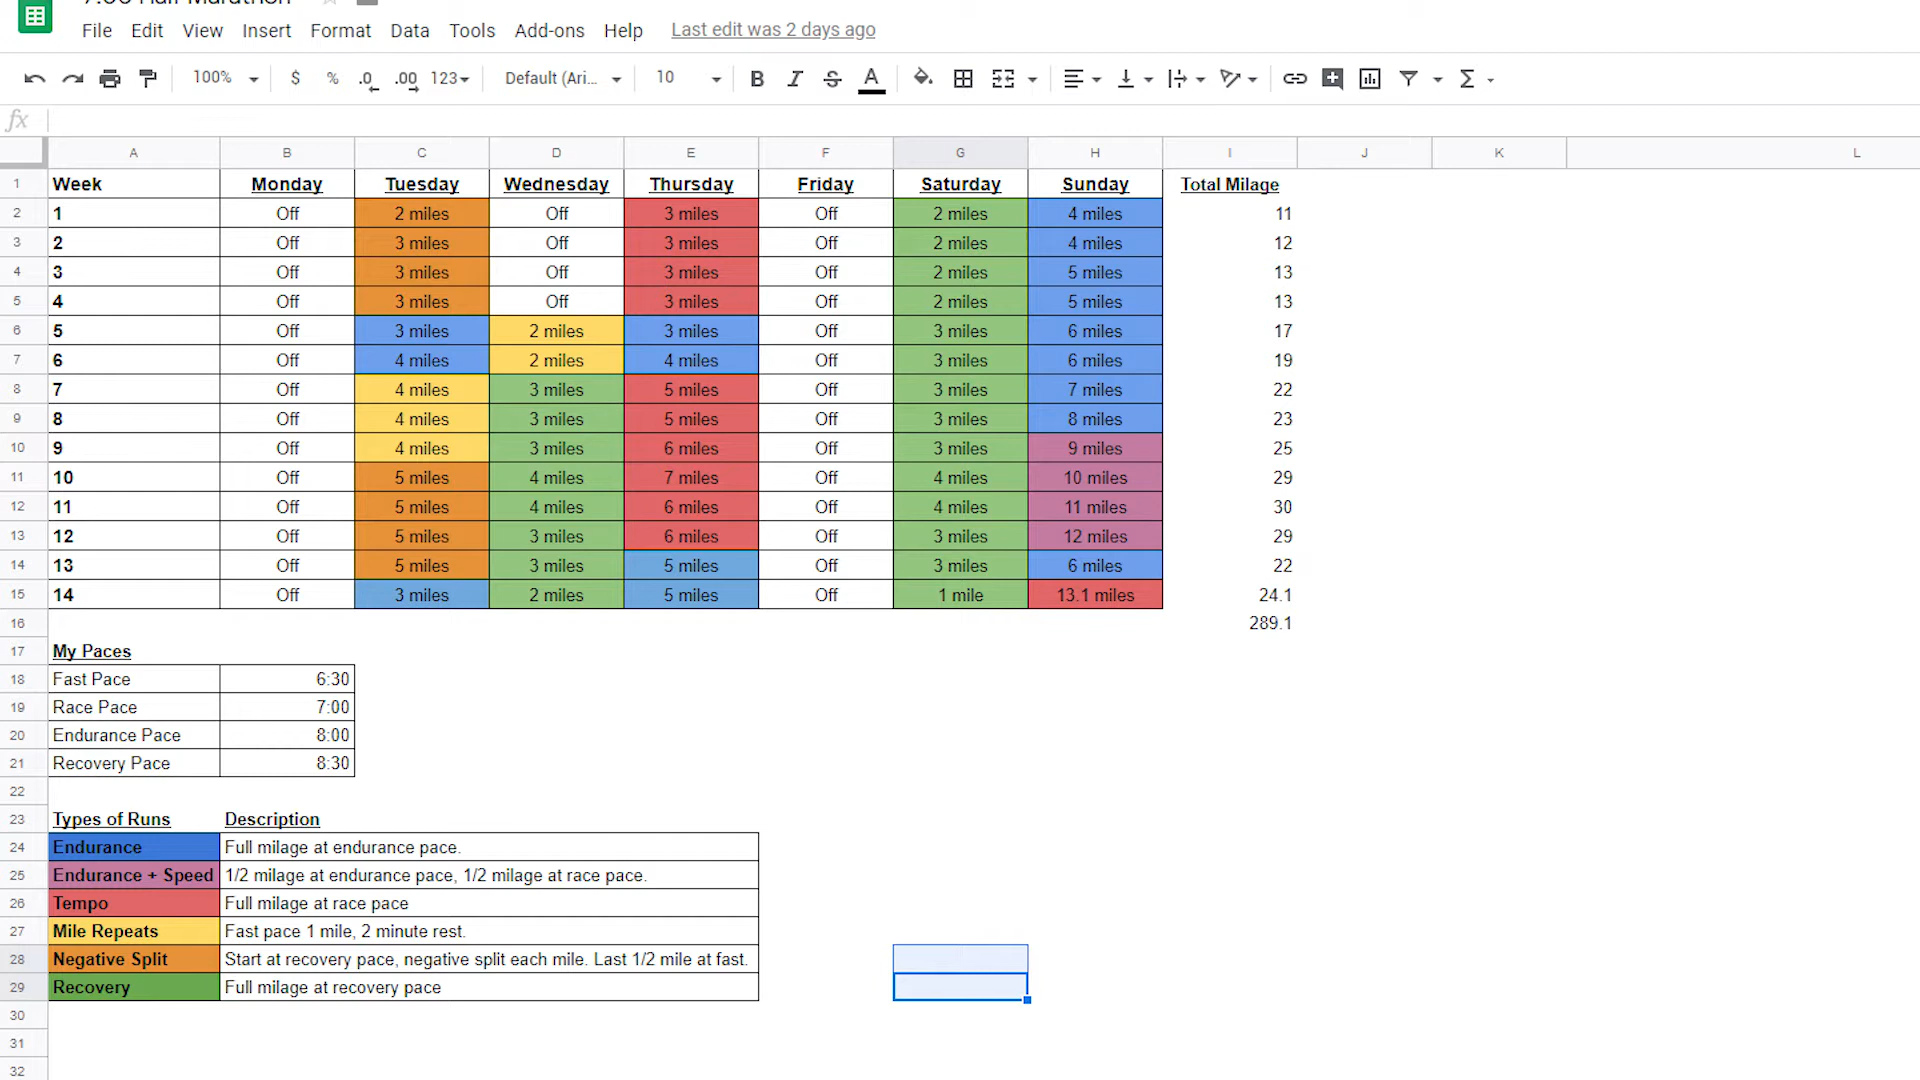 File Edit View Insert Format Data Tools Add-ons Help Last edit was 2 days ago
100% $ % .0 .00 123 Default (Ari... 10 B I S A
fx
A B C D E F G H I J K L
1 Week Monday Tuesday Wednesday Thursday Friday Saturday Sunday Total Milage
2 1 Off 2 miles Off 3 miles Off 2 miles 4 miles 11
3 2 Off 3 miles Off 3 miles Off 2 miles 4 miles 12
4 3 Off 3 miles Off 3 miles Off 2 miles 5 miles 13
5 4 Off 3 miles Off 3 miles Off 2 miles 5 miles 13
6 5 Off 3 miles 2 miles 3 miles Off 3 miles 6 miles 17
7 6 Off 4 miles 2 miles 4 miles Off 3 miles 6 miles 19
8 7 Off 4 miles 3 miles 5 miles Off 3 miles 7 miles 22
9 8 Off 4 miles 3 miles 5 miles Off 3 miles 8 miles 23
10 9 Off 4 miles 3 miles 6 miles Off 3 miles 9 miles 25
11 10 Off 5 miles 4 miles 7 miles Off 4 miles 10 miles 29
12 11 Off 5 miles 4 miles 6 miles Off 4 miles 11 miles 30
13 12 Off 5 miles 3 miles 6 miles Off 3 miles 12 miles 29
14 13 Off 5 miles 3 miles 5 miles Off 3 miles 6 miles 22
15 14 Off 3 miles 2 miles 5 miles Off 1 mile 13.1 miles 24.1
16 289.1
17 My Paces
18 Fast Pace 6:30
19 Race Pace 7:00
20 Endurance Pace 8:00
21 Recovery Pace 8:30
22
23 Types of Runs Description
24 Endurance Full milage at endurance pace.
25 Endurance + Speed 1/2 milage at endurance pace, 1/2 milage at race pace.
26 Tempo Full milage at race pace
27 Mile Repeats Fast pace 1 mile, 2 minute rest.
28 Negative Split Start at recovery pace, negative split each mile. Last 1/2 mile at fast.
29 Recovery Full milage at recovery pace
30
31
32